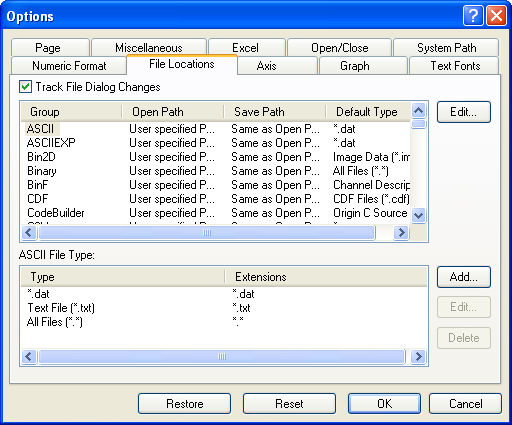 Options
Page Miscellaneous Excel Open/Close System Path
Numeric Format File Locations Axis Graph Text Fonts
Track File Dialog Changes
Group Open Path Save Path Default Type Edit...
ASCII User specified P... Same as Open P... *.dat
ASCIIEXP User specified P... Same as Open P... *.dat
Bin2D User specified P... Same as Open P... Image Data (*.im
Binary User specified P... Same as Open P... All Files (*.*)
BinF User specified P... Same as Open P... Channel Descrip
CDF User specified P... Same as Open P... CDF Files (*.cdf)
CodeBuilder User specified P... Same as Open P... Origin C Source
ASCII File Type:
Type Extensions Add...
*.dat *.dat
Text File (*.txt) *.txt Edit...
All Files (*.*) *.*
Delete
Restore Reset OK Cancel